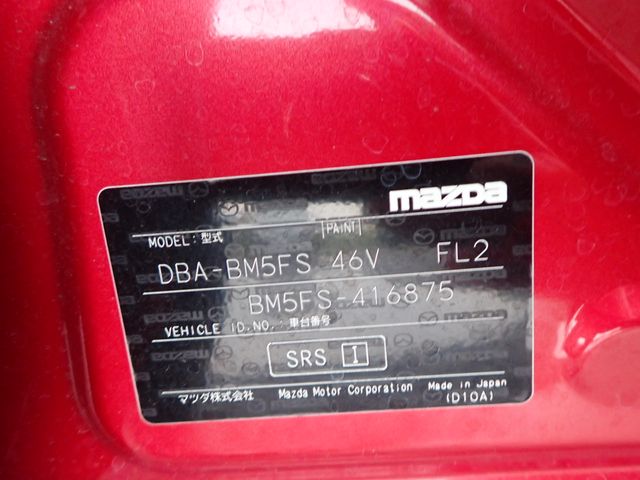 mazda
MODEL: 型式 PAINT
DBA-BM5FS 46V FL2
BM5FS-416875
VEHICLE ID.NO. 車台番号
SRS I
マツダ株式会社 Mazda Motor Corporation Made in Japan
(D10A)